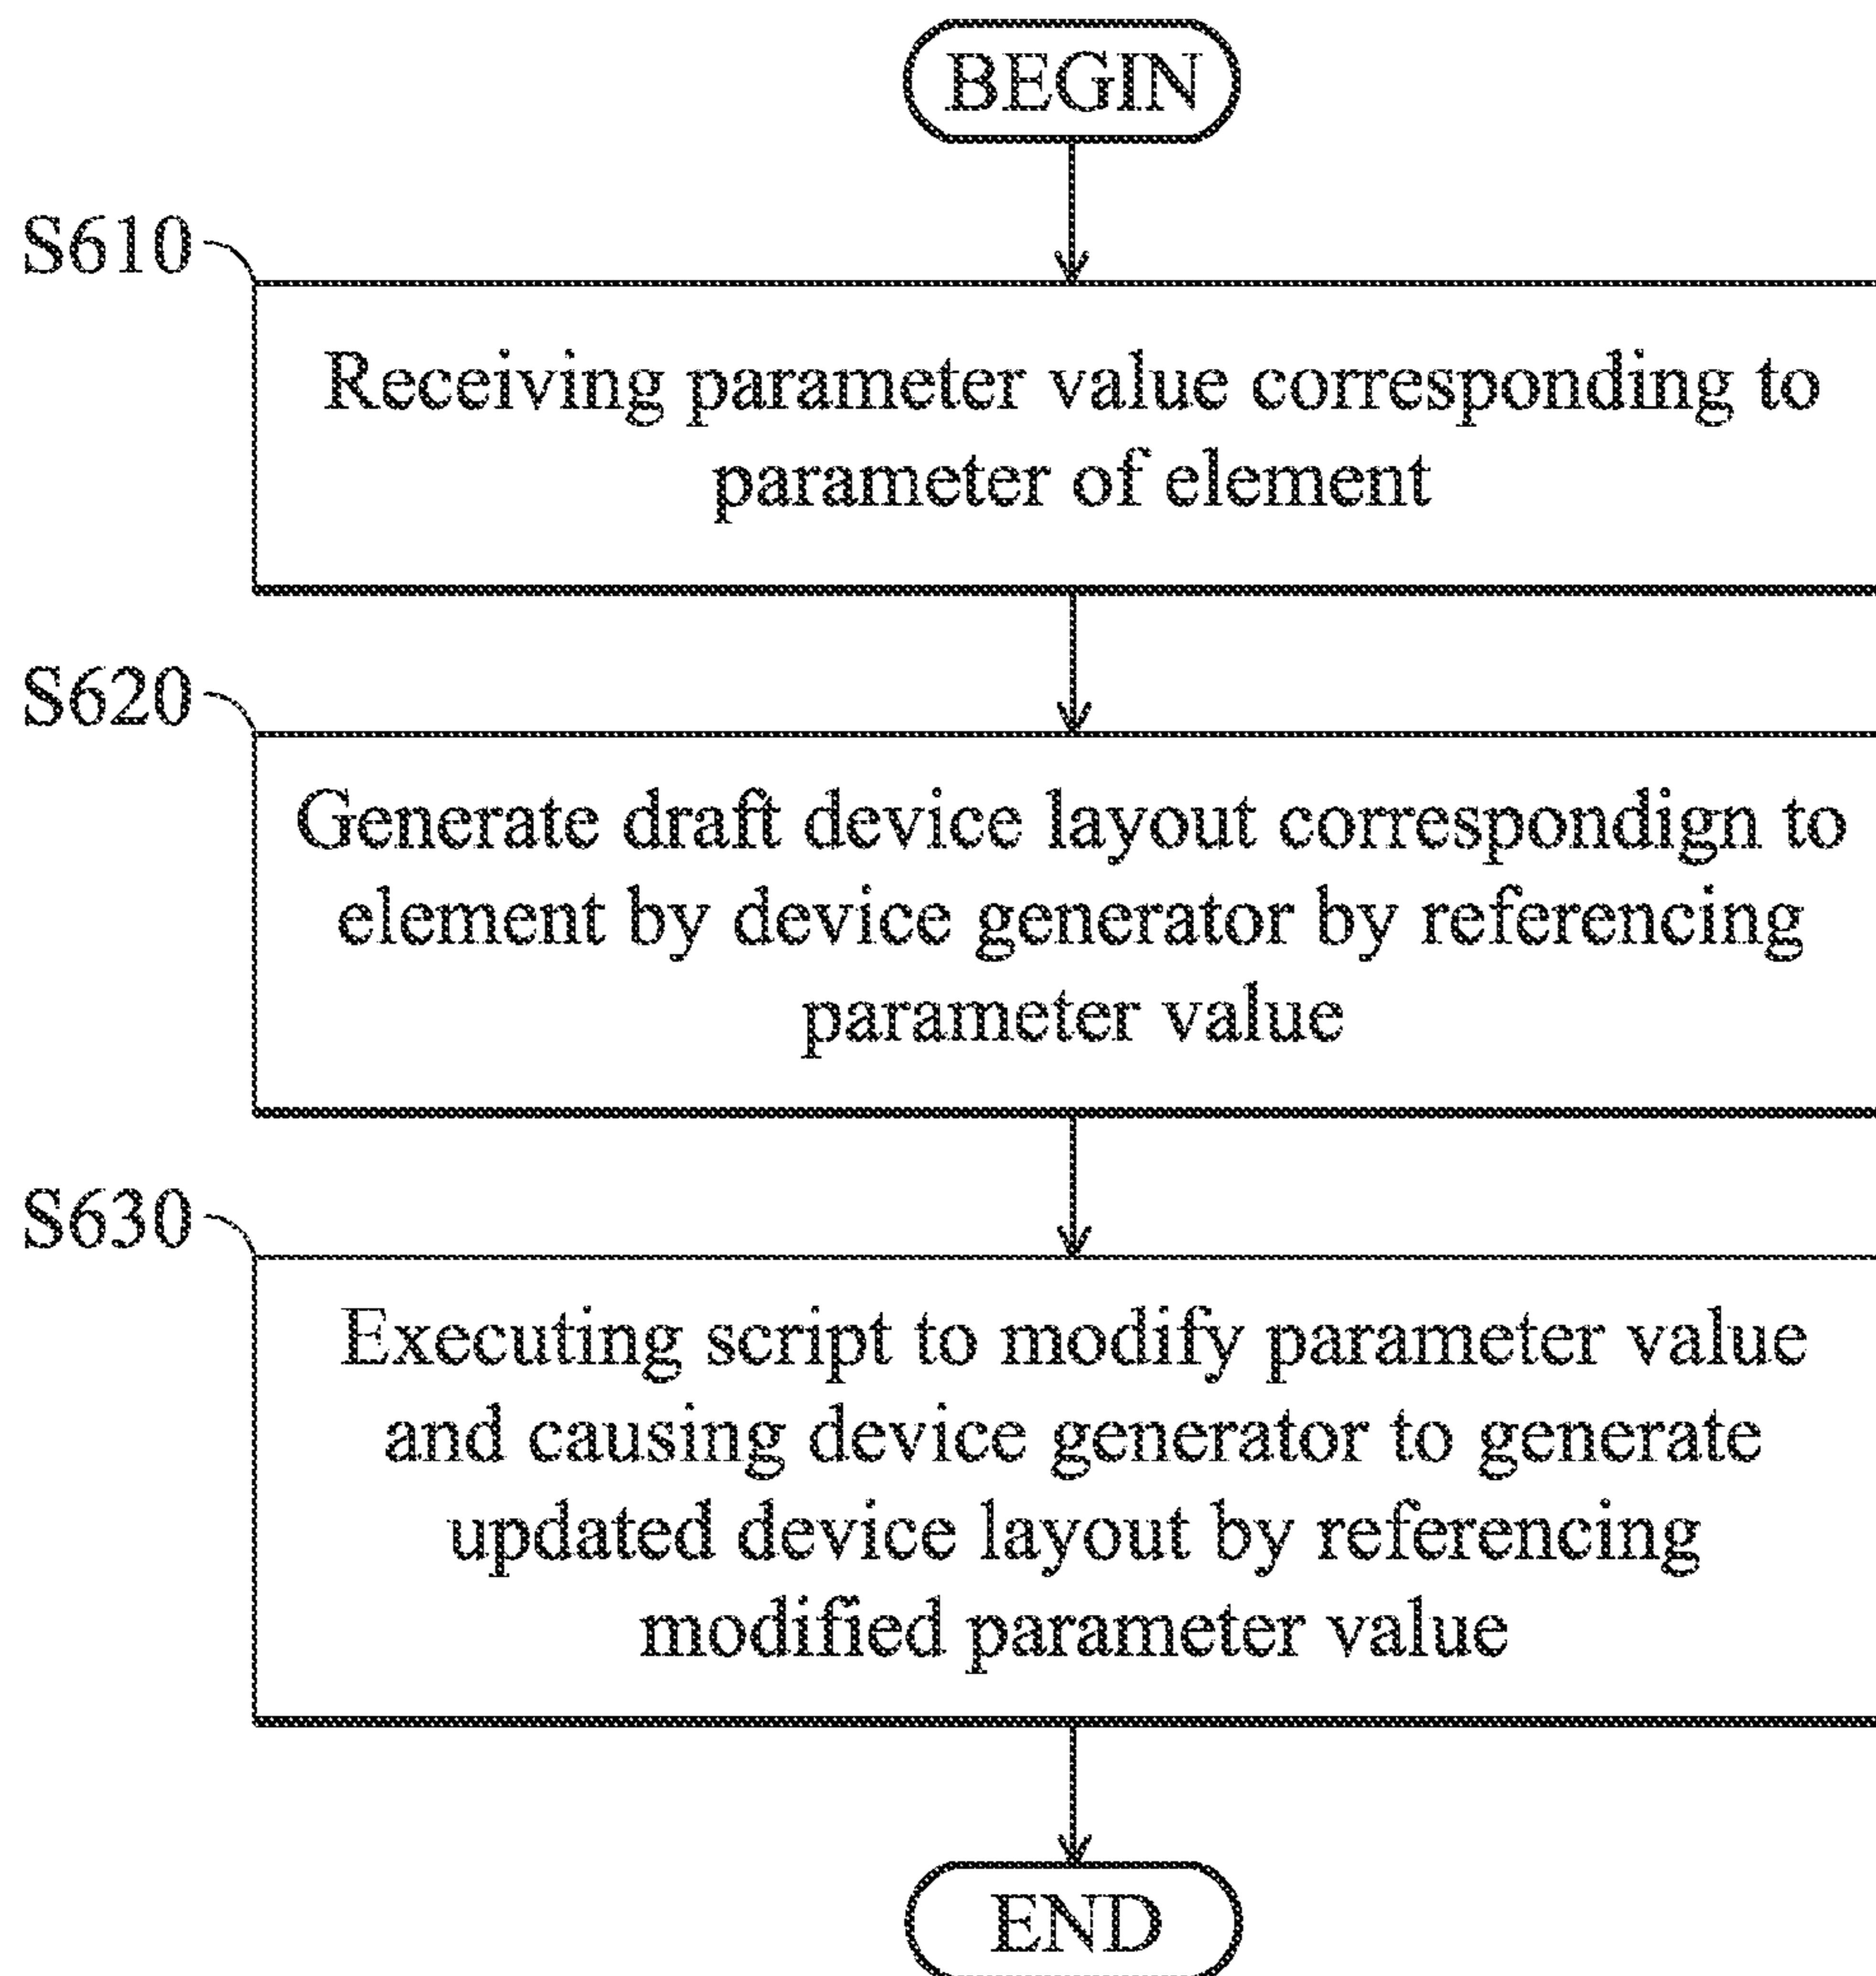 BEGIN
S610
Receiving parameter value corresponding to
parameter of element
S620
Generate draft device layout correspondign to
element by device generator by referencing
parameter value
S630
Executing script to modify parameter value
and causing device generator to generate
updated device layout by referencing
modified parameter value
END